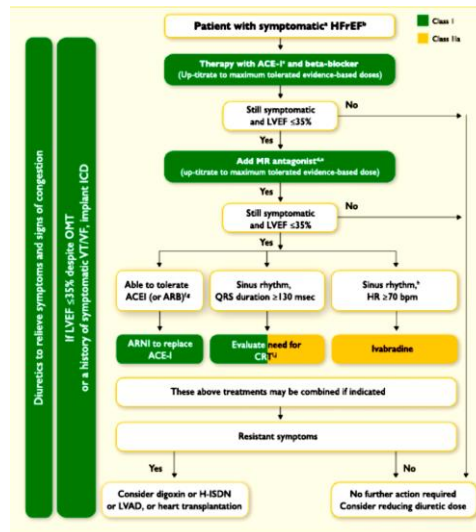 Class I
Class IIa
Patient with symptomaticᵃ HFrEFᵇ
Therapy with ACE-Iᶜ and beta-blocker
(Up-titrate to maximum tolerated evidence-based doses)
Still symptomatic
and LVEF ≤35%
No
Yes
Add MR antagonistᵈ,ᵉ
(up-titrate to maximum tolerated evidence-based dose)
Yes
Still symptomatic
and LVEF ≤35%
No
Yes
Able to tolerate
ACEI (or ARB)ᶠ,ᵍ
Sinus rhythm,
QRS duration ≥130 msec
Sinus rhythm,ʰ
HR ≥70 bpm
ARNI to replace
ACE-I
Evaluate need for
CRTⁱ,ʲ
Ivabradine
These above treatments may be combined if indicated
Resistant symptoms
Yes
No
Consider digoxin or H-ISDN
or LVAD, or heart transplantation
No further action required
Consider reducing diuretic dose
Diuretics to relieve symptoms and signs of congestion
If LVEF ≤35% despite OMT
or a history of symptomatic VT/VF, implant ICD